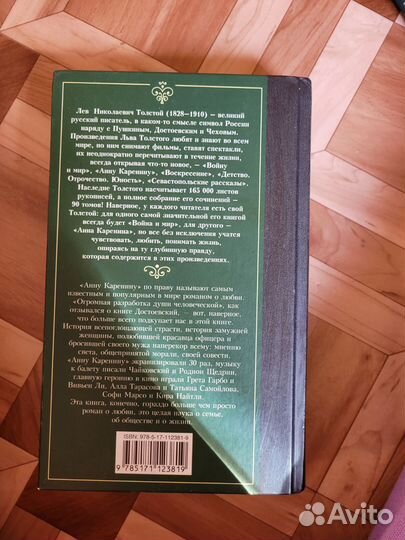 Лев Николаевич Толстой (1828–1910) — великий
русский писатель, в каком-то смысле символ России
наряду с Пушкиным, Достоевским и Чеховым.
Произведения Льва Толстого любят и знают во всем
мире, по ним снимают фильмы, ставят спектакли,
их неоднократно перечитывают в течение жизни,
всегда открывая что-то новое, — «Войну
и мир», «Анну Каренину», «Воскресение», «Детство.
Отрочество. Юность», «Севастопольские рассказы».
Наследие Толстого насчитывает 165 000 листов
рукописей, а полное собрание его сочинений —
90 томов! Наверное, у каждого читателя есть свой
Толстой: для одного самой значительной его книгой
всегда будет «Война и мир», для другого —
«Анна Каренина», но все без исключения учатся
чувствовать, любить, понимать жизнь,
опираясь на ту глубинную правду,
которая содержится в этих произведениях.
«Анну Каренину» по праву называют самым
известным и популярным в мире романом о любви.
«Огромная разработка души человеческой», как
отзывался о книге Достоевский, — вот, наверное,
что больше всего подкупает нас в этой книге.
История всепоглощающей страсти, история замужней
женщины, полюбившей красавца офицера и
бросившей своего мужа наперекор всему: мнению
света, общепринятой морали, своей совести.
«Анну Каренину» экранизировали 30 раз, музыку
к балету писали Чайковский и Родион Щедрин,
главную героиню в кино играли Грета Гарбо и
Вивьен Ли, Алла Тарасова и Татьяна Самойлова,
Софи Марсо и Кира Найтли.
Эта книга, конечно, гораздо больше чем просто
роман о любви, это целая наука о семье,
об обществе и о жизни.
ISBN 978-5-17-112381-9
9 785171 123819
Avito